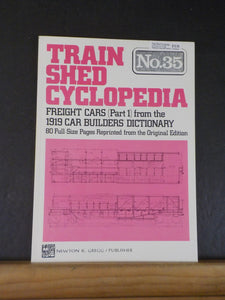 TRAIN
SHED
No.35
CYCLOPEDIA
FREIGHT CARS (Part 1) from the
1919 CAR BUILDERS DICTIONARY
80 Full Size Pages Reprinted from the Original Edition
NEWTON K. GREGG / PUBLISHER